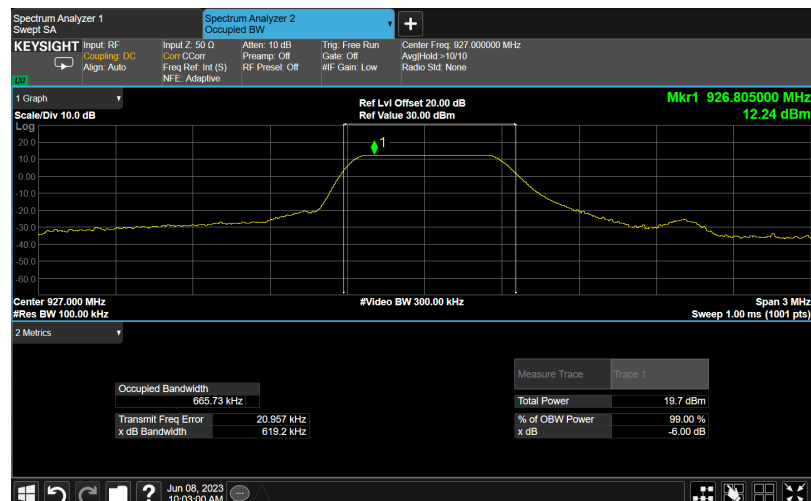 Spectrum Analyzer 1
Swept SA
Spectrum Analyzer 2
Occupied BW
KEYSIGHT
Input: RF
Coupling: DC
Align: Auto
Input Z: 50 Ω
Corr CCorr
Freq Ref: Int (S)
NFE: Adaptive
Atten: 10 dB
Preamp: Off
RF Presel: Off
Trig: Free Run
Gate: Off
#IF Gain: Low
Center Freq: 927.000000 MHz
Avg|Hold:>10/10
Radio Std: None
LXI
1 Graph
Scale/Div 10.0 dB
Ref Lvl Offset 20.00 dB
Ref Value 30.00 dBm
Mkr1 926.805000 MHz
12.24 dBm
Log
20.0
10.0
0.00
-10.0
-20.0
-30.0
-40.0
-50.0
-60.0
1
Center 927.000 MHz
#Res BW 100.00 kHz
#Video BW 300.00 kHz
Span 3 MHz
Sweep 1.00 ms (1001 pts)
2 Metrics
Measure Trace Trace 1
Occupied Bandwidth
665.73 kHz
Total Power 19.7 dBm
Transmit Freq Error 20.957 kHz
% of OBW Power 99.00 %
x dB Bandwidth 619.2 kHz
x dB -6.00 dB
?
Jun 08, 2023
10:03:00 AM